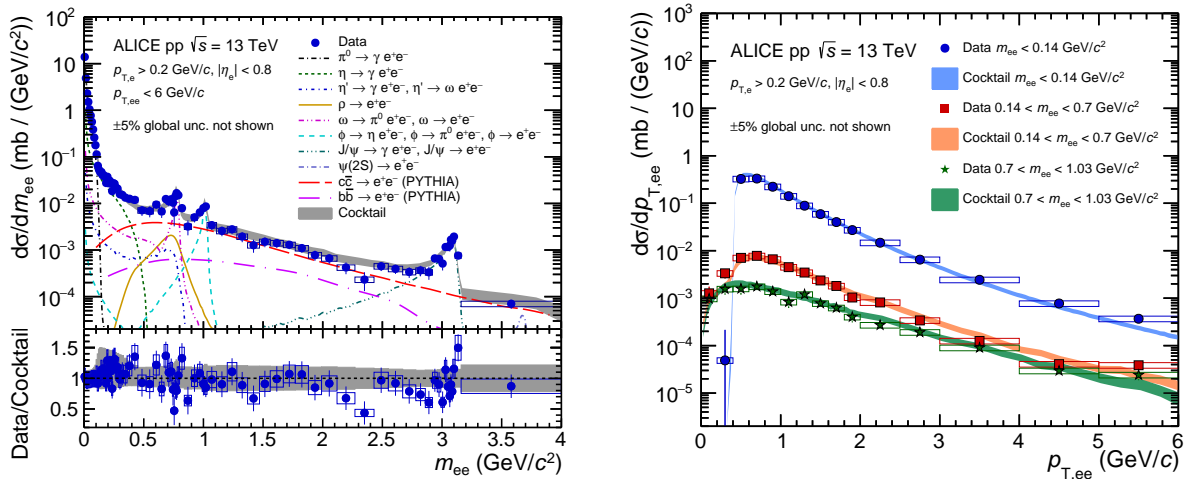 ALICE pp √s = 13 TeV
p_T,e > 0.2 GeV/c, |η_e| < 0.8
p_T,ee < 6 GeV/c
±5% global unc. not shown
Data
π⁰ → γ e⁺e⁻
η → γ e⁺e⁻
η' → γ e⁺e⁻, η' → ω e⁺e⁻
ρ → e⁺e⁻
ω → π⁰ e⁺e⁻, ω → e⁺e⁻
ϕ → η e⁺e⁻, ϕ → π⁰ e⁺e⁻, ϕ → e⁺e⁻
J/ψ → γ e⁺e⁻, J/ψ → e⁺e⁻
ψ(2S) → e⁺e⁻
cc̅ → e⁺e⁻ (PYTHIA)
bb̅ → e⁺e⁻ (PYTHIA)
Cocktail
dσ/dm_ee (mb / (GeV/c²))
10²
10
1
10⁻¹
10⁻²
10⁻³
10⁻⁴
Data/Cocktail
1.5
1
0.5
0 0.5 1 1.5 2 2.5 3 3.5 4
m_ee (GeV/c²)
ALICE pp √s = 13 TeV
p_T,e > 0.2 GeV/c, |η_e| < 0.8
±5% global unc. not shown
Data m_ee < 0.14 GeV/c²
Cocktail m_ee < 0.14 GeV/c²
Data 0.14 < m_ee < 0.7 GeV/c²
Cocktail 0.14 < m_ee < 0.7 GeV/c²
Data 0.7 < m_ee < 1.03 GeV/c²
Cocktail 0.7 < m_ee < 1.03 GeV/c²
dσ/dp_T,ee (mb / (GeV/c))
10³
10²
10
1
10⁻¹
10⁻²
10⁻³
10⁻⁴
10⁻⁵
0 1 2 3 4 5 6
p_T,ee (GeV/c)